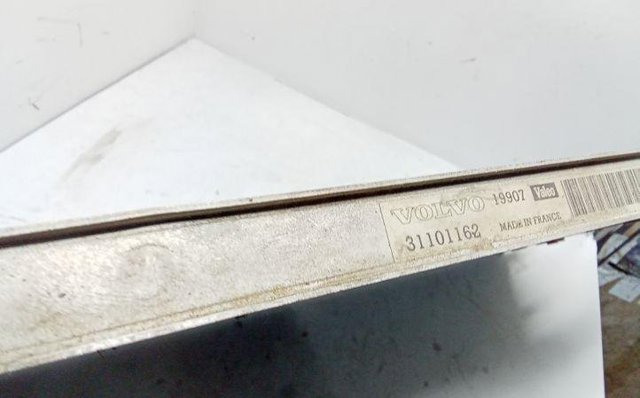 VOLVO 19907 Valeo
31101162 MADE IN FRANCE